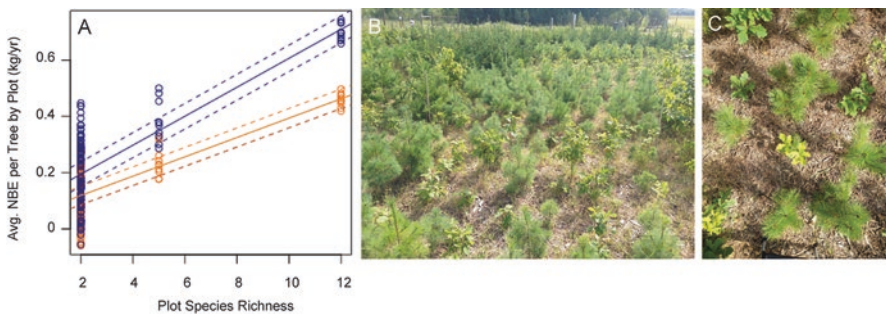 A
B
C
Avg. NBE per Tree by Plot (kg/yr)
0.6
0.4
0.2
0
2 4 6 8 10 12
Plot Species Richness